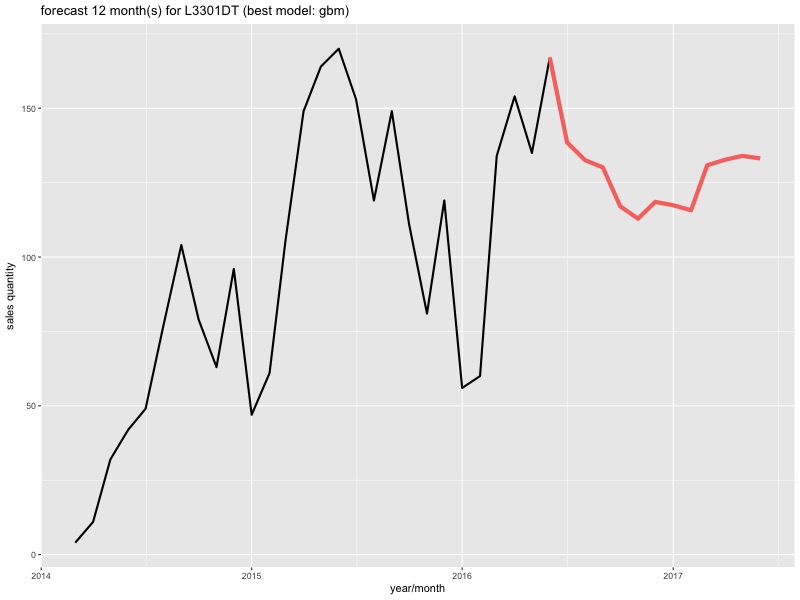 forecast 12 month(s) for L3301DT (best model: gbm)
sales quantity
150
100
50
0
2014
2015
2016
2017
year/month